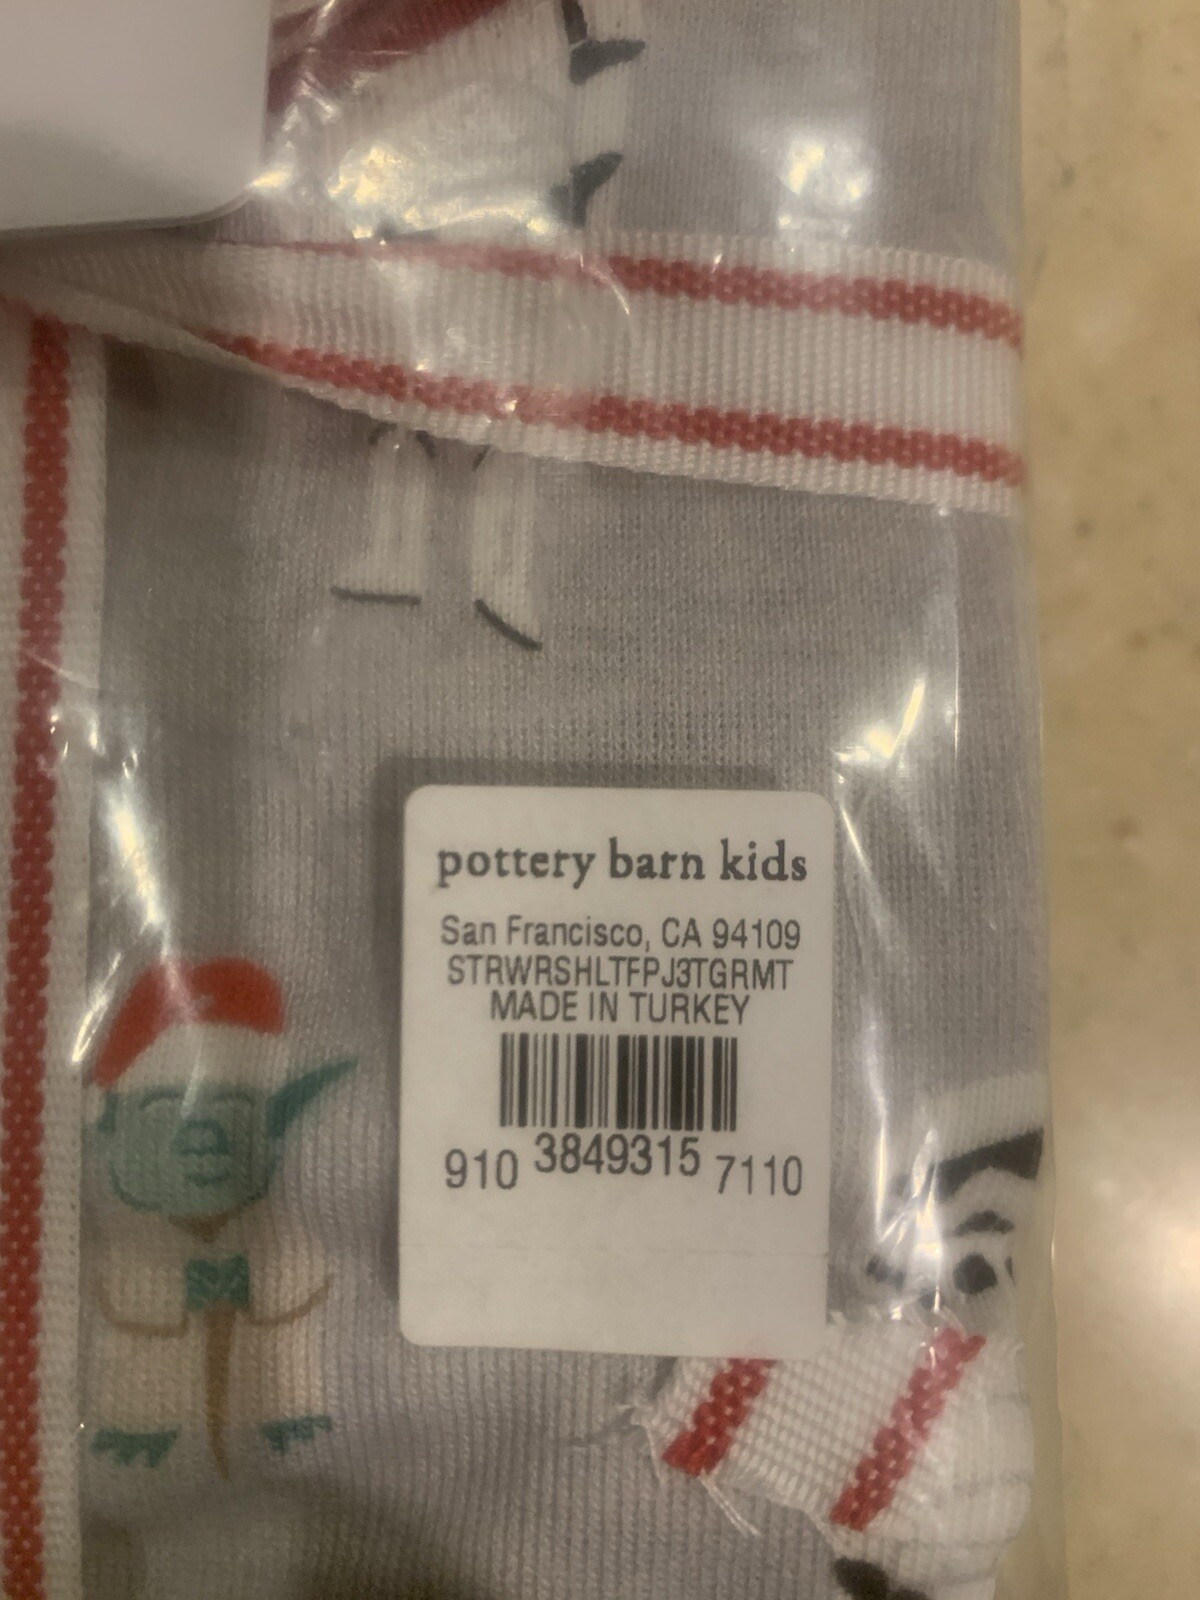 pottery barn kids
San Francisco, CA 94109
STRWRSHLTFPJ3TGRMT
MADE IN TURKEY
910 3849315 7110